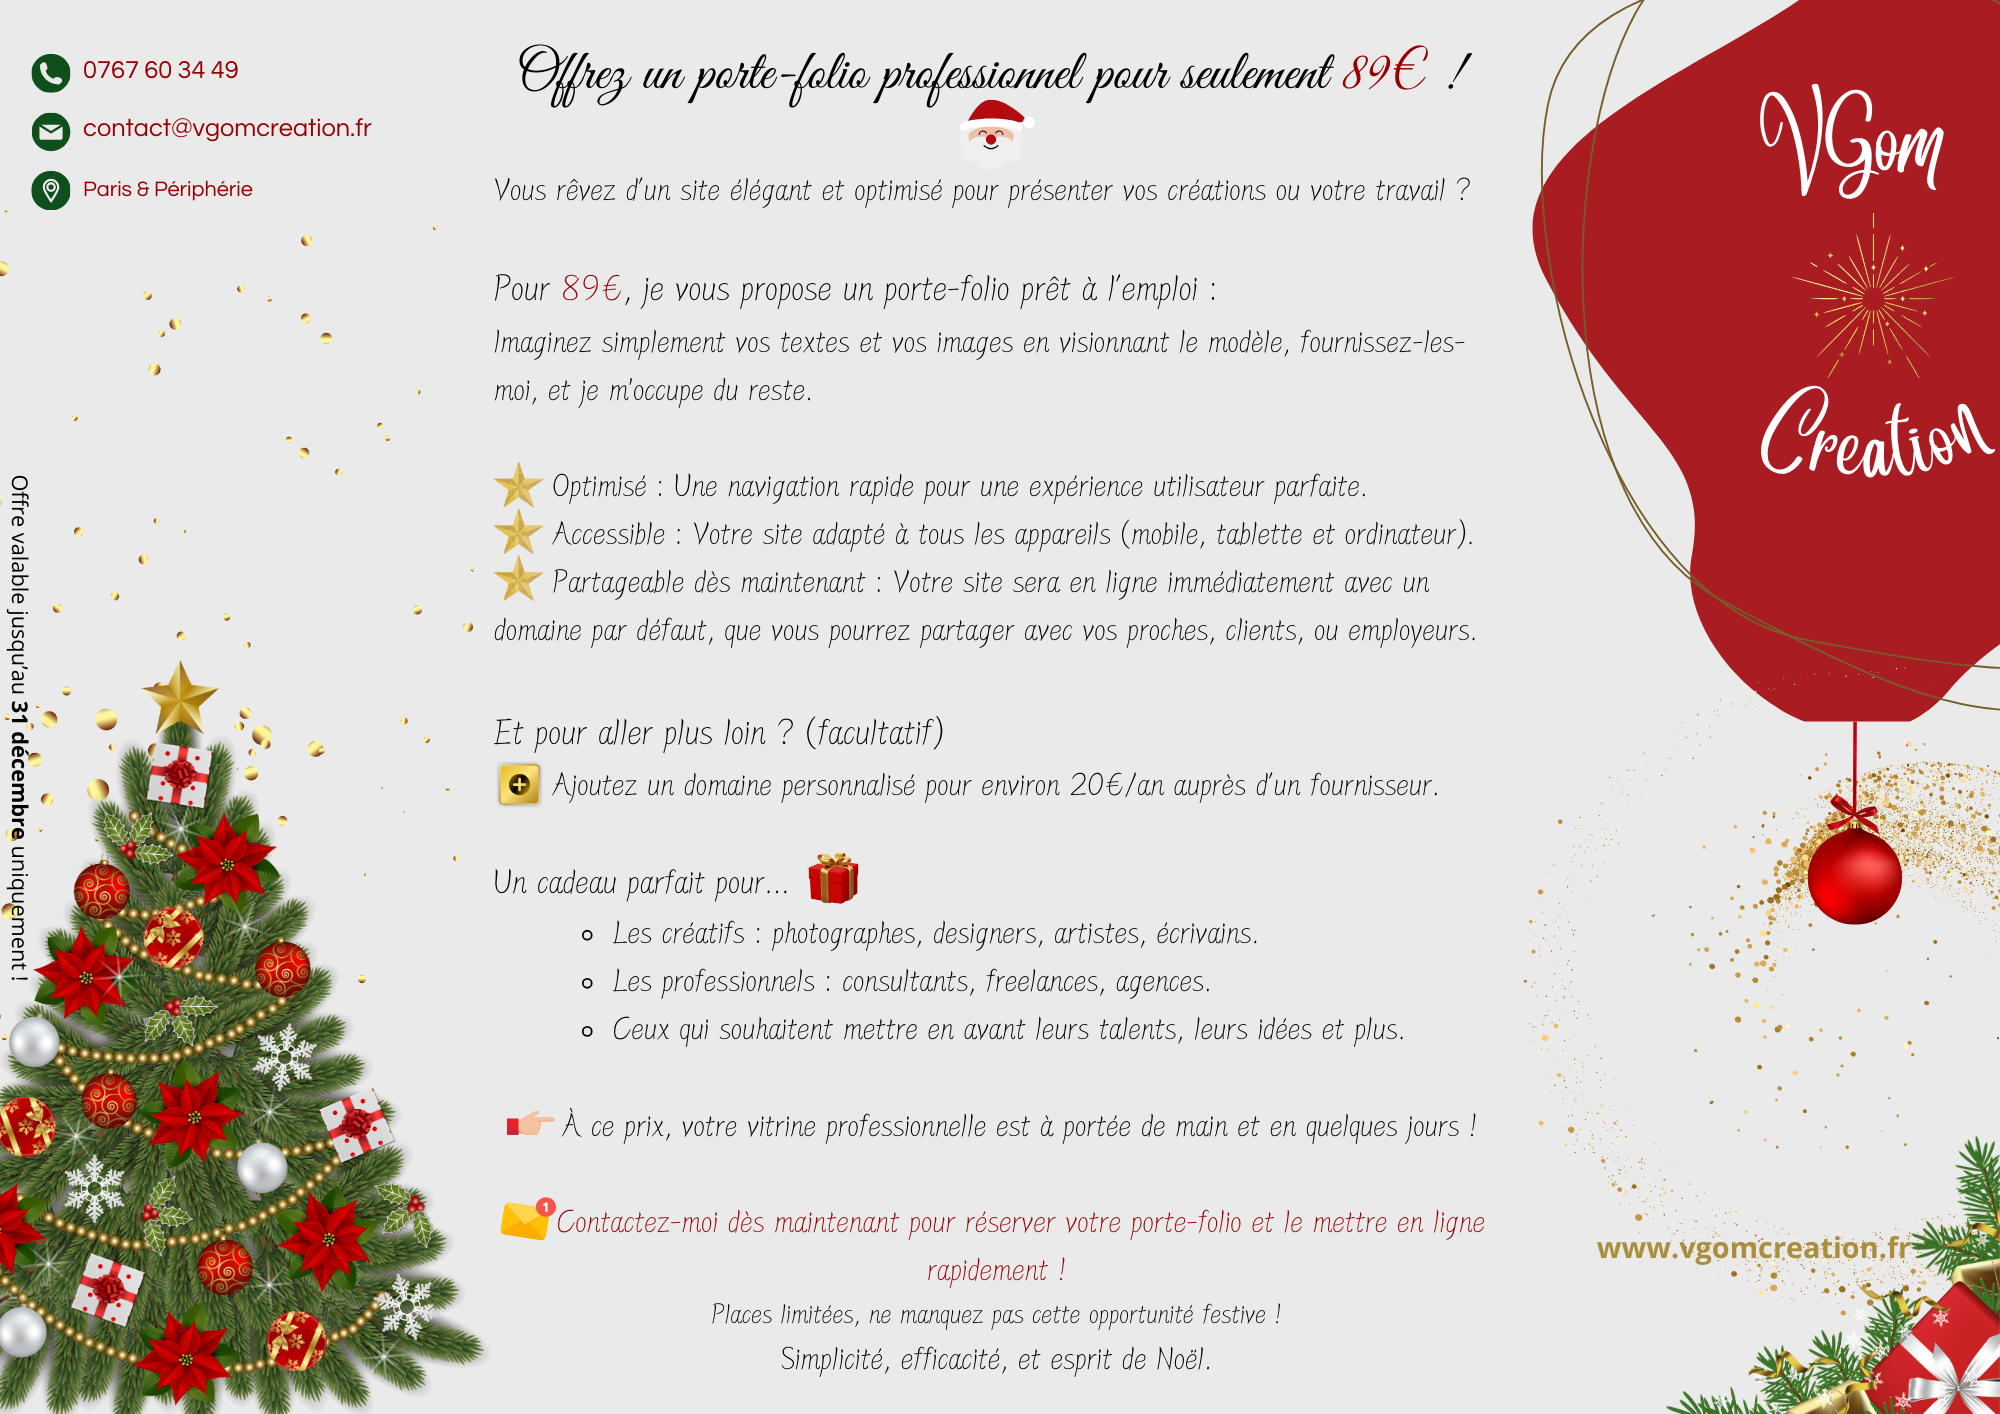 0767 60 34 49
contact@vgomcreation.fr
Paris & Périphérie
Offre valable jusqu'au 31 décembre uniquement !
Offrez un porte-folio professionnel pour seulement 89€ !
Vous rêvez d'un site élégant et optimisé pour présenter vos créations ou votre travail ?
Pour 89€, je vous propose un porte-folio prêt à l'emploi :
Imaginez simplement vos textes et vos images en visionnant le modèle, fournissez-les-
moi, et je m'occupe du reste.
Optimisé : Une navigation rapide pour une expérience utilisateur parfaite.
Accessible : Votre site adapté à tous les appareils (mobile, tablette et ordinateur).
Partageable dès maintenant : Votre site sera en ligne immédiatement avec un
domaine par défaut, que vous pourrez partager avec vos proches, clients, ou employeurs.
Et pour aller plus loin ? (facultatif)
Ajoutez un domaine personnalisé pour environ 20€/an auprès d'un fournisseur.
Un cadeau parfait pour...
Les créatifs : photographes, designers, artistes, écrivains.
Les professionnels : consultants, freelances, agences.
Ceux qui souhaitent mettre en avant leurs talents, leurs idées et plus.
À ce prix, votre vitrine professionnelle est à portée de main et en quelques jours !
1
Contactez-moi dès maintenant pour réserver votre porte-folio et le mettre en ligne
rapidement !
Places limitées, ne manquez pas cette opportunité festive !
Simplicité, efficacité, et esprit de Noël.
VGom
Creation
www.vgomcreation.fr